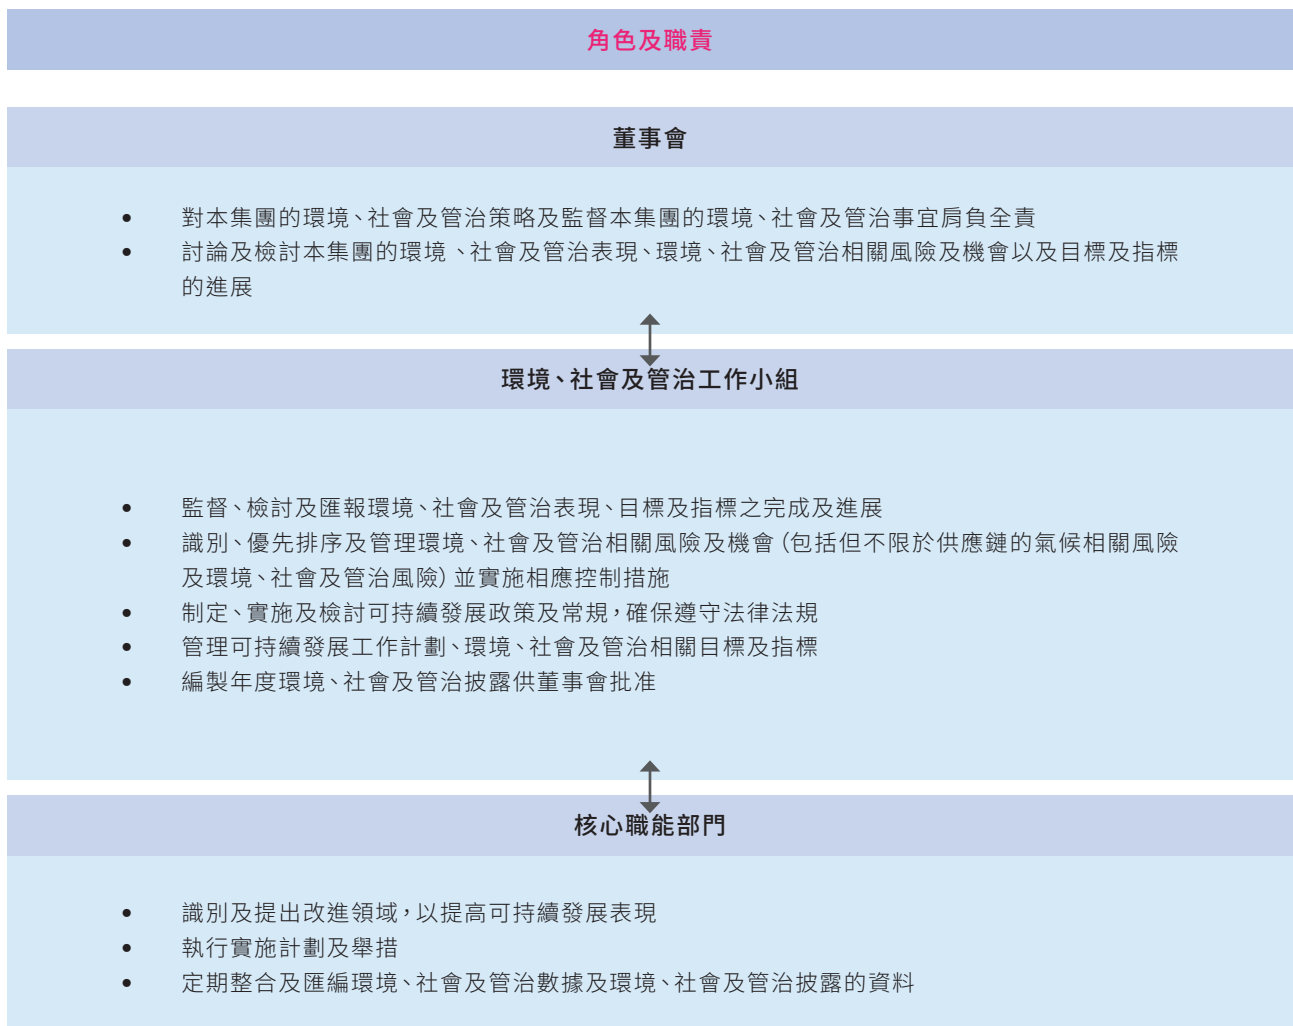 角色及職責
董事會
• 對本集團的環境、社會及管治策略及監督本集團的環境、社會及管治事宜肩負全責
• 討論及檢討本集團的環境、社會及管治表現、環境、社會及管治相關風險及機會以及目標及指標
的進展
環境、社會及管治工作小組
• 監督、檢討及匯報環境、社會及管治表現、目標及指標之完成及進展
• 識別、優先排序及管理環境、社會及管治相關風險及機會（包括但不限於供應鏈的氣候相關風險
及環境、社會及管治風險）並實施相應控制措施
• 制定、實施及檢討可持續發展政策及常規，確保遵守法律法規
• 管理可持續發展工作計劃、環境、社會及管治相關目標及指標
• 編製年度環境、社會及管治披露供董事會批准
核心職能部門
• 識別及提出改進領域，以提高可持續發展表現
• 執行實施計劃及舉措
• 定期整合及匯編環境、社會及管治數據及環境、社會及管治披露的資料